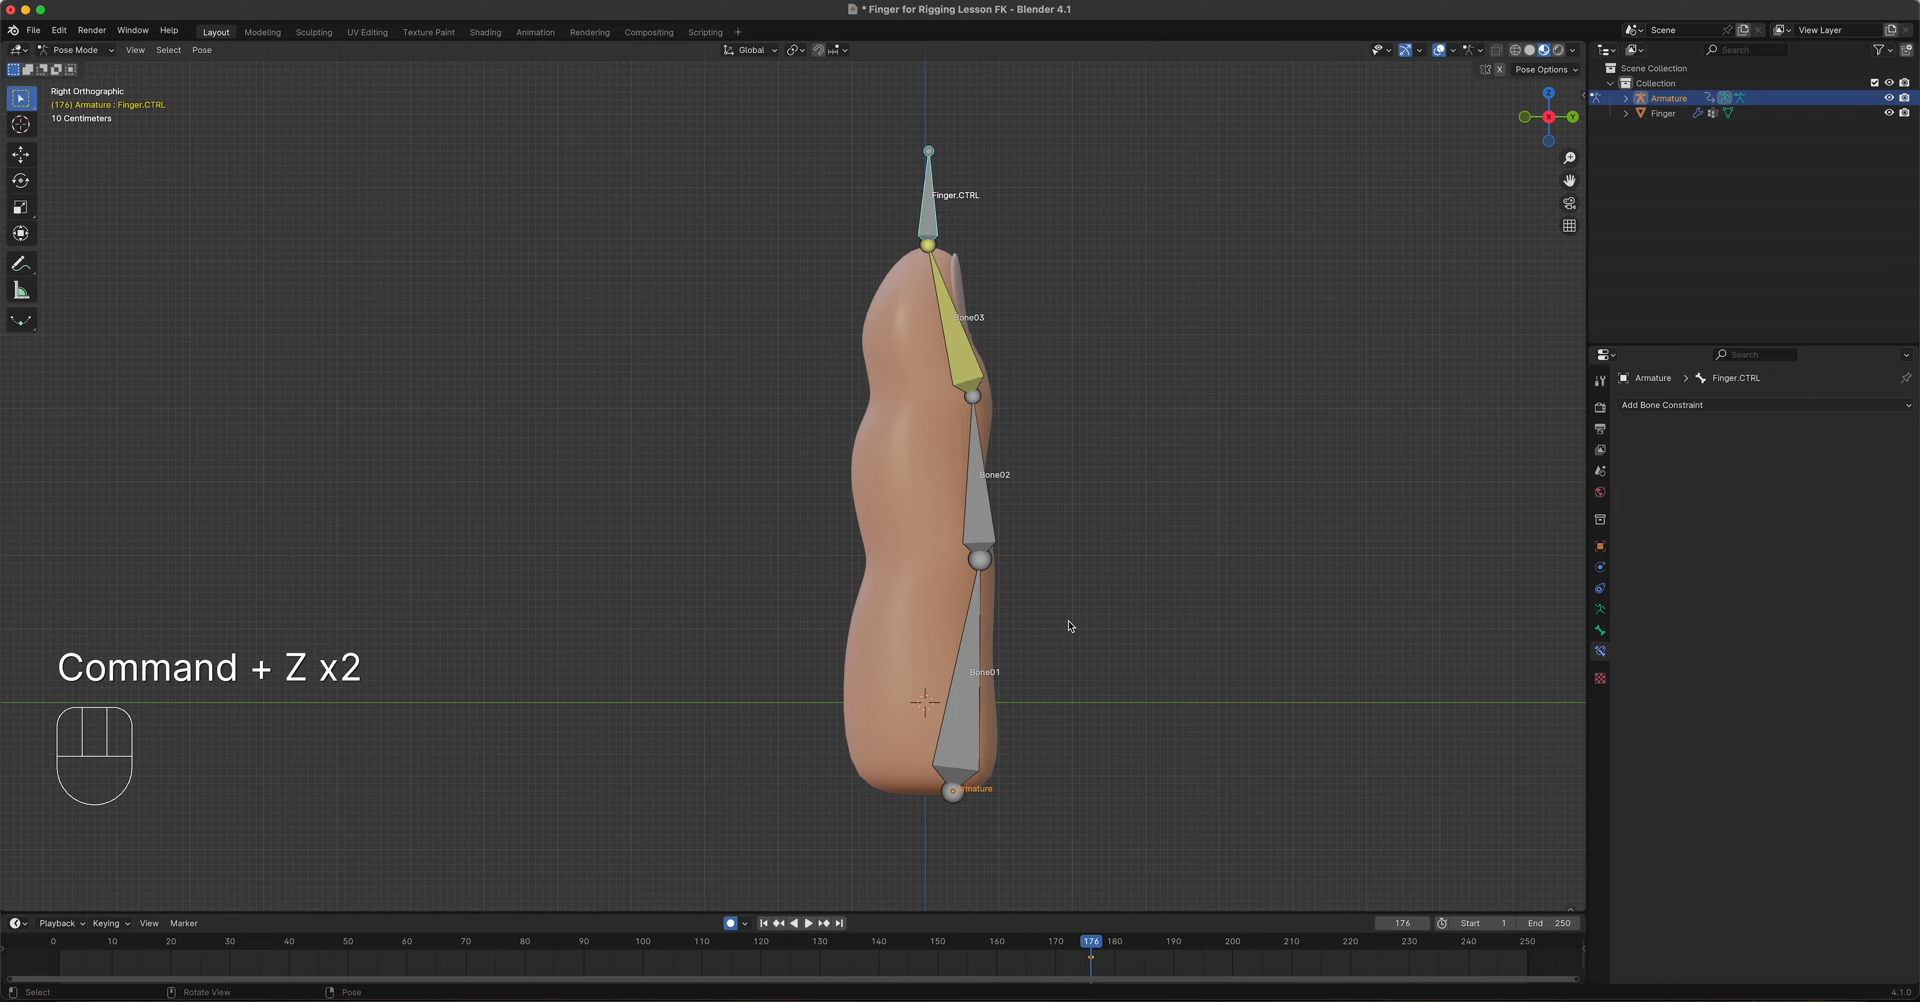 * Finger for Rigging Lesson FK - Blender 4.1
File Edit Render Window Help Layout Modeling Sculpting UV Editing Texture Paint Shading Animation Rendering Compositing Scripting + Scene View Layer
Pose Mode View Select Pose Global Search
X Pose Options
Scene Collection
Collection
Armature
Finger
Right Orthographic
(176) Armature : Finger.CTRL
10 Centimeters
Z
X
Y
Finger.CTRL
Bone03
Bone02
Bone01
Armature
Search
Armature Finger.CTRL
Add Bone Constraint
Command + Z x2
Playback Keying View Marker 176 Start 1 End 250
0 10 20 30 40 50 60 70 80 90 100 110 120 130 140 150 160 170 176 180 190 200 210 220 230 240 250
Select Rotate View Pose 4.1.0